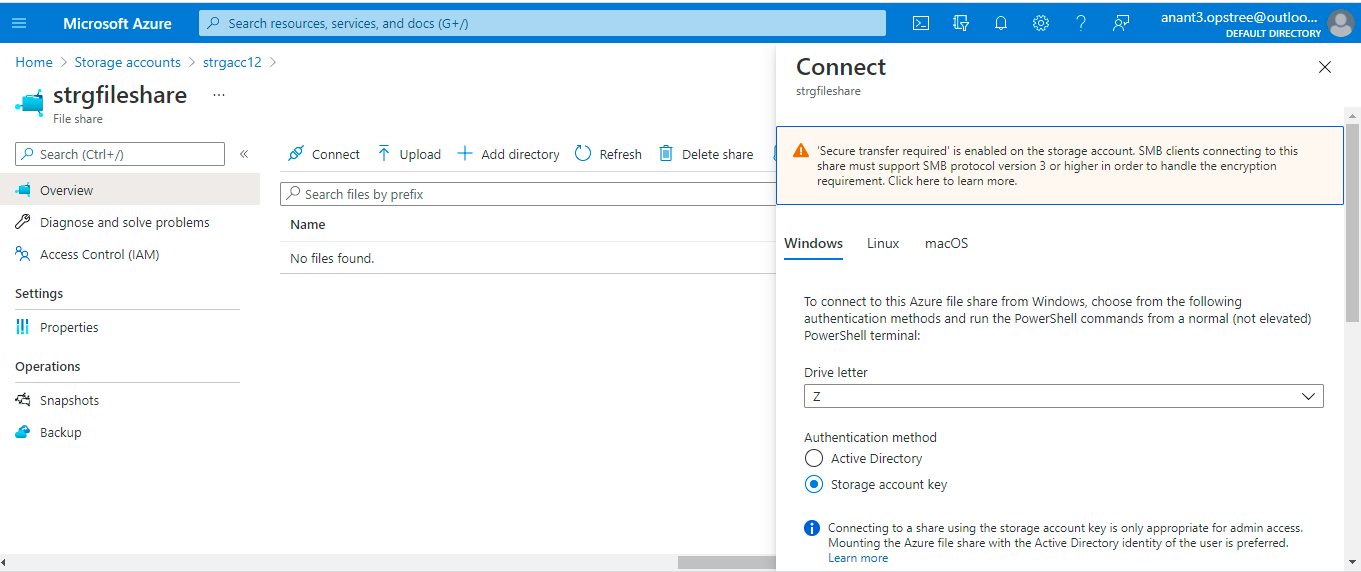 Microsoft Azure
Search resources, services, and docs (G+/)
anant3.opstree@outloo...
DEFAULT DIRECTORY
Home > Storage accounts > strgacc12 >
strgfileshare ...
File share
Search (Ctrl+/)
«
Overview
Diagnose and solve problems
Access Control (IAM)
Settings
Properties
Operations
Snapshots
Backup
Connect Upload Add directory Refresh Delete share
Search files by prefix
Name
No files found.
Connect
strgfileshare
'Secure transfer required' is enabled on the storage account. SMB clients connecting to this
share must support SMB protocol version 3 or higher in order to handle the encryption
requirement. Click here to learn more.
Windows Linux macOS
To connect to this Azure file share from Windows, choose from the following
authentication methods and run the PowerShell commands from a normal (not elevated)
PowerShell terminal:
Drive letter
Z
Authentication method
Active Directory
Storage account key
Connecting to a share using the storage account key is only appropriate for admin access.
Mounting the Azure file share with the Active Directory identity of the user is preferred.
Learn more